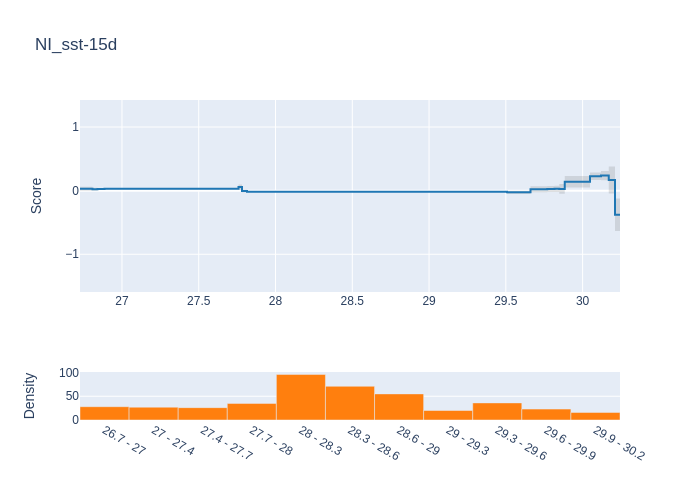 NI_sst-15d
Score
1
0
−1
27
27.5
28
28.5
29
29.5
30
Density
100
50
0
26.7 - 27
27 - 27.4
27.4 - 27.7
27.7 - 28
28 - 28.3
28.3 - 28.6
28.6 - 29
29 - 29.3
29.3 - 29.6
29.6 - 29.9
29.9 - 30.2